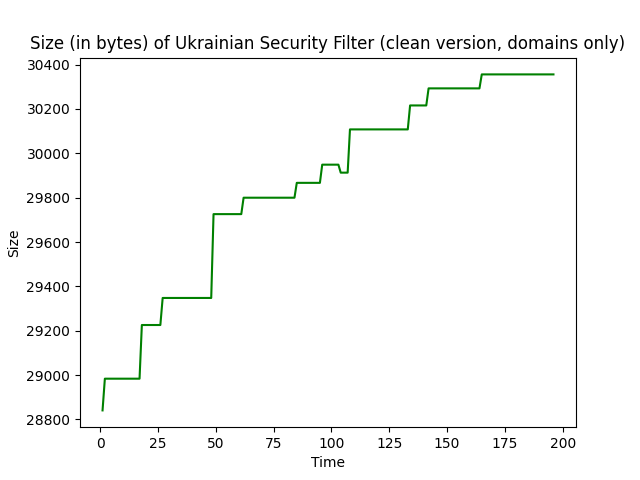 Size (in bytes) of Ukrainian Security Filter (clean version, domains only)
30400
30200
30000
29800
29600
29400
29200
29000
28800
Size
0 25 50 75 100 125 150 175 200
Time